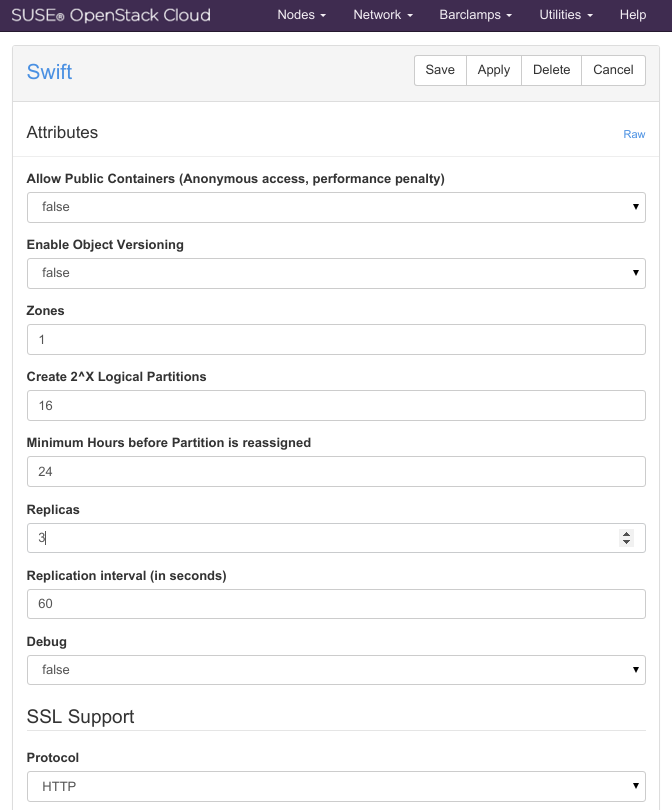 SUSE® OpenStack Cloud Nodes Network Barclamps Utilities Help
Swift Save Apply Delete Cancel
Attributes Raw
Allow Public Containers (Anonymous access, performance penalty)
false
Enable Object Versioning
false
Zones
1
Create 2^X Logical Partitions
16
Minimum Hours before Partition is reassigned
24
Replicas
3
Replication interval (in seconds)
60
Debug
false
SSL Support
Protocol
HTTP